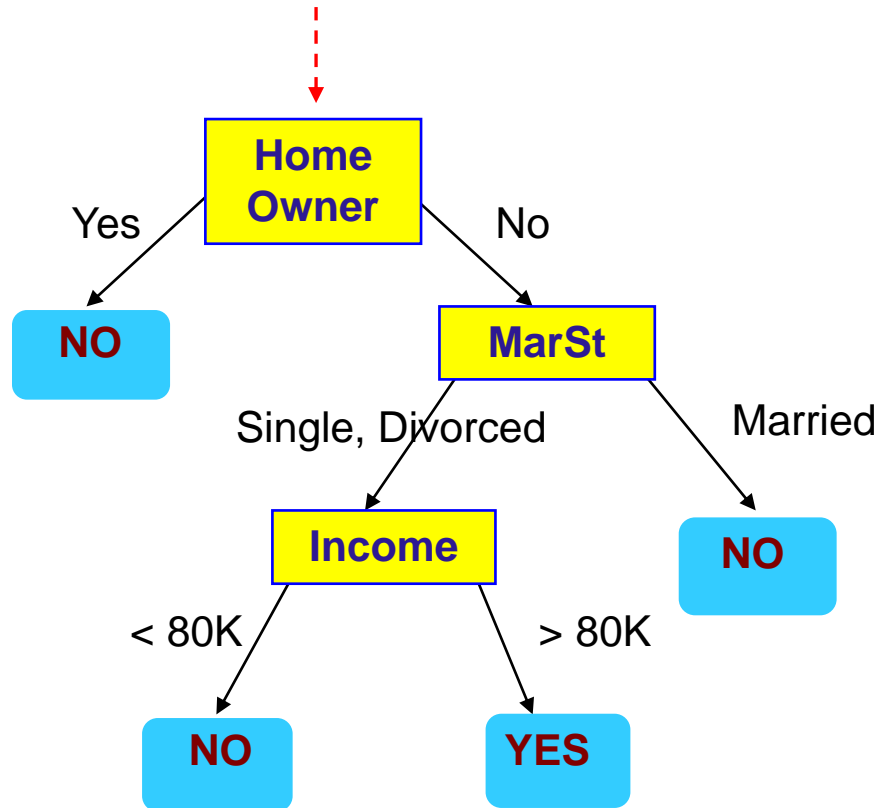 Home
Owner
Yes
No
NO
MarSt
Single, Divorced
Married
Income
NO
< 80K
> 80K
NO
YES